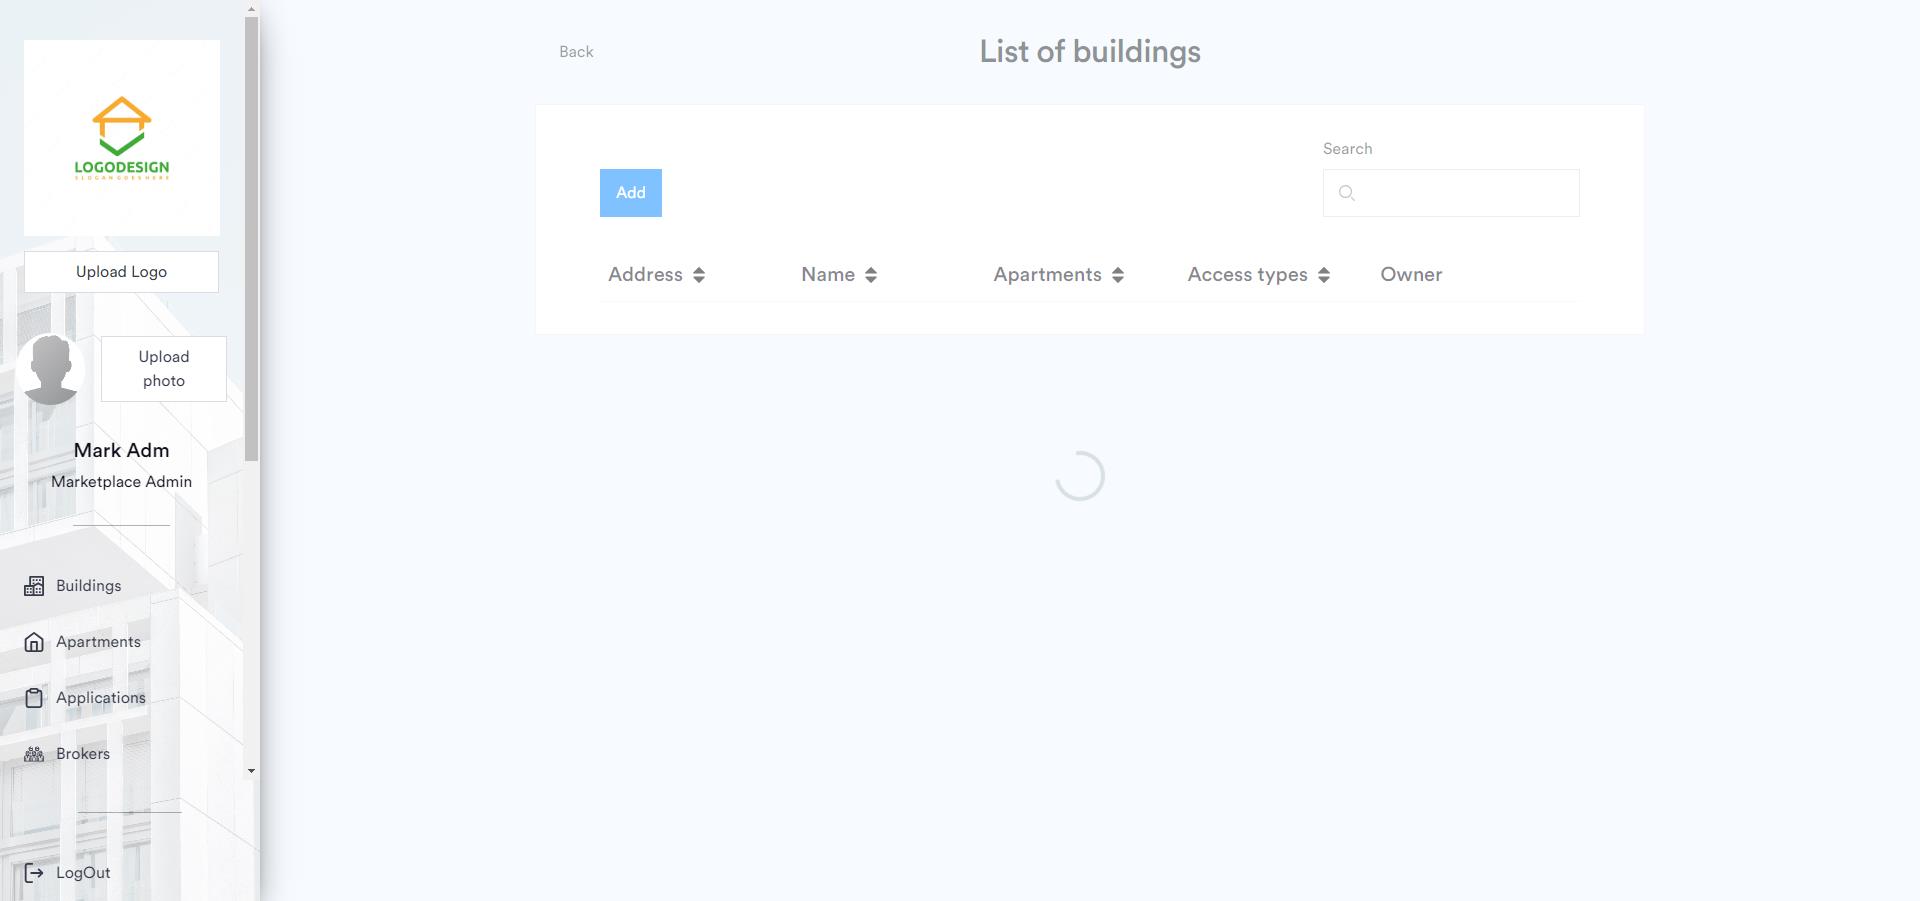 LOGODESIGN
SLOGANGOESHERE
Upload Logo
Upload
photo
Mark Adm
Marketplace Admin
Buildings
Apartments
Applications
Brokers
LogOut
Back
List of buildings
Search
Add
Address
Name
Apartments
Access types
Owner